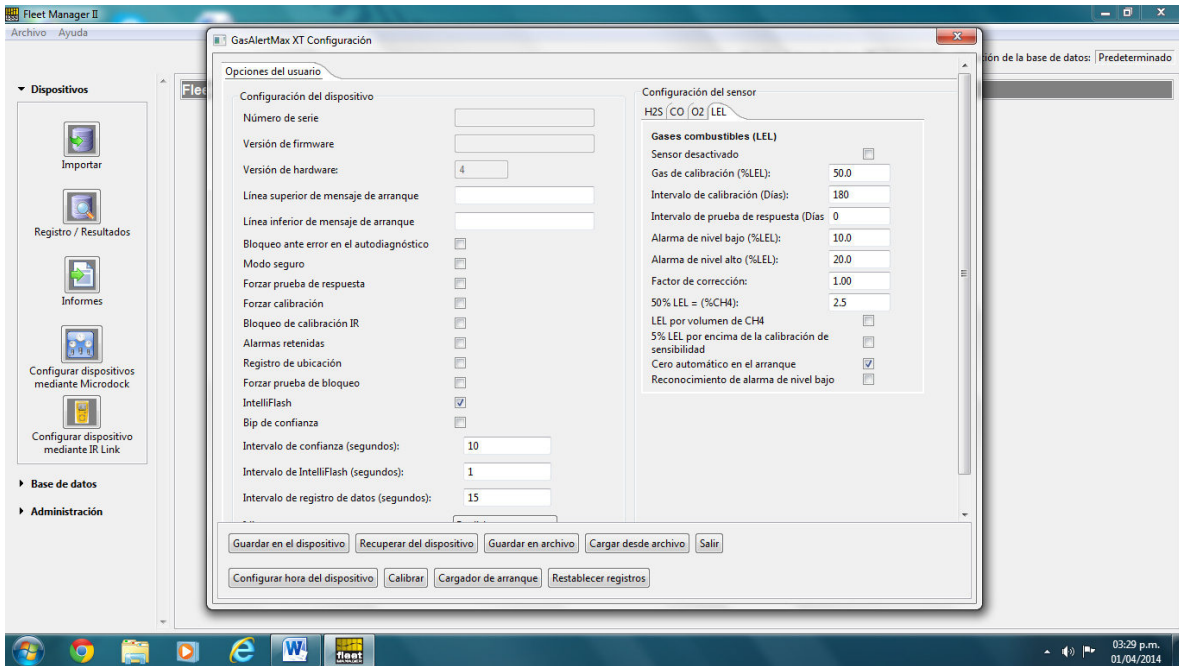 Fleet Manager II
Archivo Ayuda
GasAlertMax XT Configuración
ión de la base de datos: Predeterminado
Dispositivos
Importar
Registro / Resultados
Informes
Configurar dispositivos
mediante Microdock
Configurar dispositivo
mediante IR Link
Base de datos
Administración
Flee
Opciones del usuario
Configuración del dispositivo
Número de serie
Versión de firmware
Versión de hardware: 4
Línea superior de mensaje de arranque
Línea inferior de mensaje de arranque
Bloqueo ante error en el autodiagnóstico
Modo seguro
Forzar prueba de respuesta
Forzar calibración
Bloqueo de calibración IR
Alarmas retenidas
Registro de ubicación
Forzar prueba de bloqueo
IntelliFlash
Bip de confianza
Intervalo de confianza (segundos): 10
Intervalo de IntelliFlash (segundos): 1
Intervalo de registro de datos (segundos): 15
Configuración del sensor
H2S CO O2 LEL
Gases combustibles (LEL)
Sensor desactivado
Gas de calibración (%LEL): 50.0
Intervalo de calibración (Días): 180
Intervalo de prueba de respuesta (Días 0
Alarma de nivel bajo (%LEL): 10.0
Alarma de nivel alto (%LEL): 20.0
Factor de corrección: 1.00
50% LEL = (%CH4): 2.5
LEL por volumen de CH4
5% LEL por encima de la calibración de
sensibilidad
Cero automático en el arranque
Reconocimiento de alarma de nivel bajo
Guardar en el dispositivo Recuperar del dispositivo Guardar en archivo Cargar desde archivo Salir
Configurar hora del dispositivo Calibrar Cargador de arranque Restablecer registros
fleet
03:29 p.m.
01/04/2014